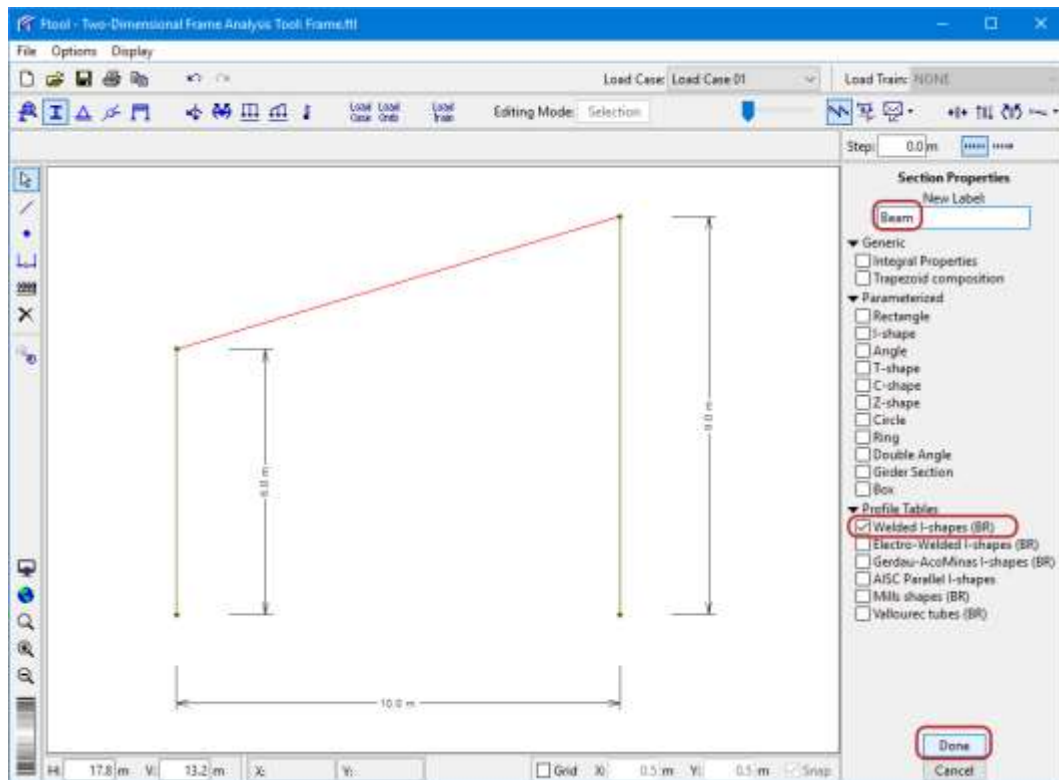 Ftool - Two-Dimensional Frame Analysis Tool: Frame.ftl
File Options Display
Load Case: Load Case 01 Load Train: NONE
Load Case Load Cmb Load Train Editing Mode: Selection
Step: 0.0 m
Section Properties
New Label:
Beam
Generic
Integral Properties
Trapezoid composition
Parameterized
Rectangle
I-shape
Angle
T-shape
C-shape
Z-shape
Circle
Ring
Double Angle
Girder Section
Box
Profile Tables
Welded I-shapes (BR)
Electro-Welded I-shapes (BR)
Gerdau-AcoMinas I-shapes (BR)
AISC Parallel I-shapes
Mills shapes (BR)
Vallourec tubes (BR)
6.0 m
9.0 m
10.0 m
Done
Cancel
H: 17.8 m V: 13.2 m X: Y: Grid X: 0.5 m Y: 0.5 m Snap